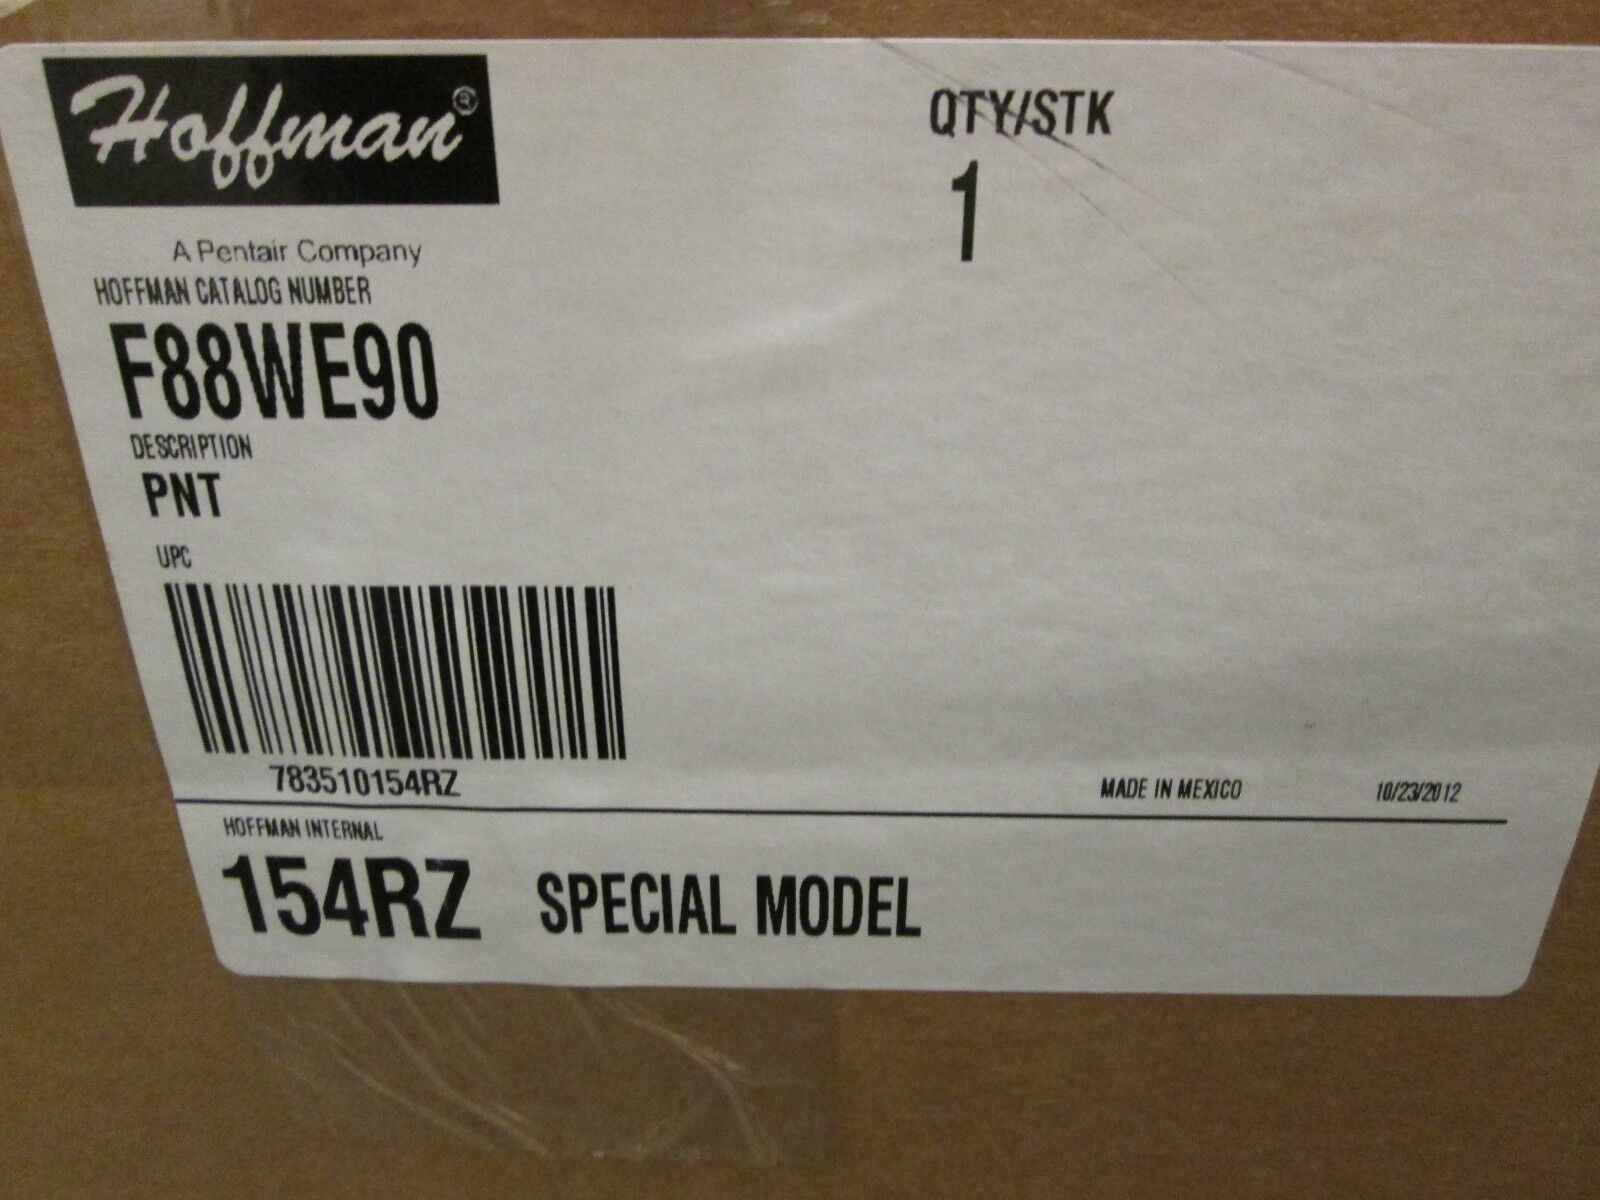 Hoffman®
A Pentair Company
HOFFMAN CATALOG NUMBER
F88WE90
DESCRIPTION
PNT
UPC
783510154RZ
QTY/STK
1
MADE IN MEXICO
10/23/2012
HOFFMAN INTERNAL
154RZ SPECIAL MODEL